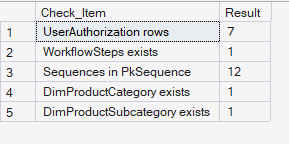 Check_Item Result
1 UserAuthorization rows 7
2 WorkflowSteps exists 1
3 Sequences in PkSequence 12
4 DimProductCategory exists 1
5 DimProductSubcategory exists 1